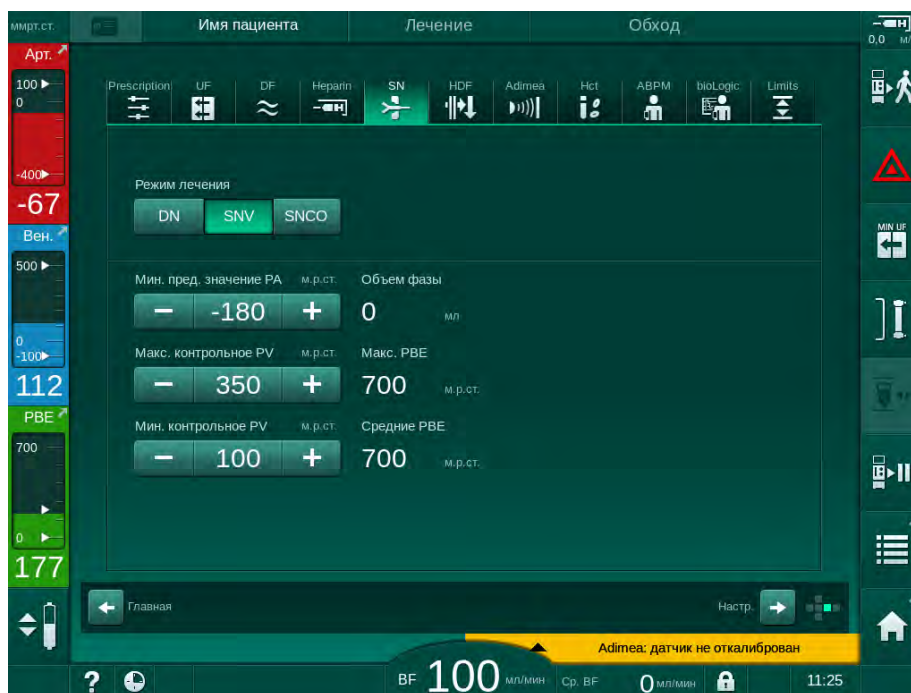 ммрт.ст.
Имя пациента
Лечение
Обход
0,0
Арт.
100
0
-400
-67
Вен.
500
0
-100
112
PBE
700
0
177
Prescription
UF
DF
Heparin
SN
HDF
Adimea
Hct
ABPM
bioLogic
Limits
Режим лечения
DN SNV SNCO
Мин. пред. значение PA м.р.ст. Объем фазы
-180 0 мл
Макс. контрольное PV м.р.ст. Макс. PBE
350 700 м.р.ст.
Мин. контрольное PV м.р.ст. Средние PBE
100 700 м.р.ст.
MIN UF
Главная
Настр.
Adimea: датчик не откалиброван
BF 100 мл/мин Ср. BF 0 мл/мин 11:25